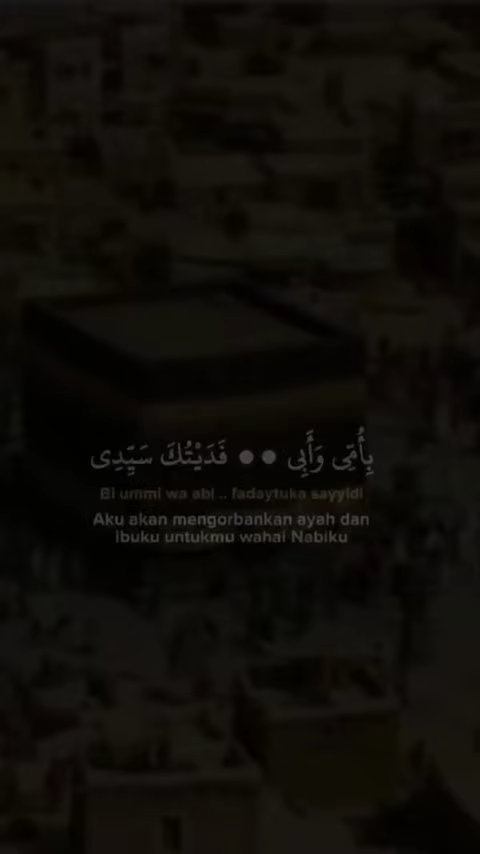 بِأُمِّى وَأَبِى ●● فَدَيْتُكَ سَيِّدِى
Bi ummi wa abi .. fadaytuka sayyidi
Aku akan mengorbankan ayah dan
Ibuku untukmu wahai Nabiku